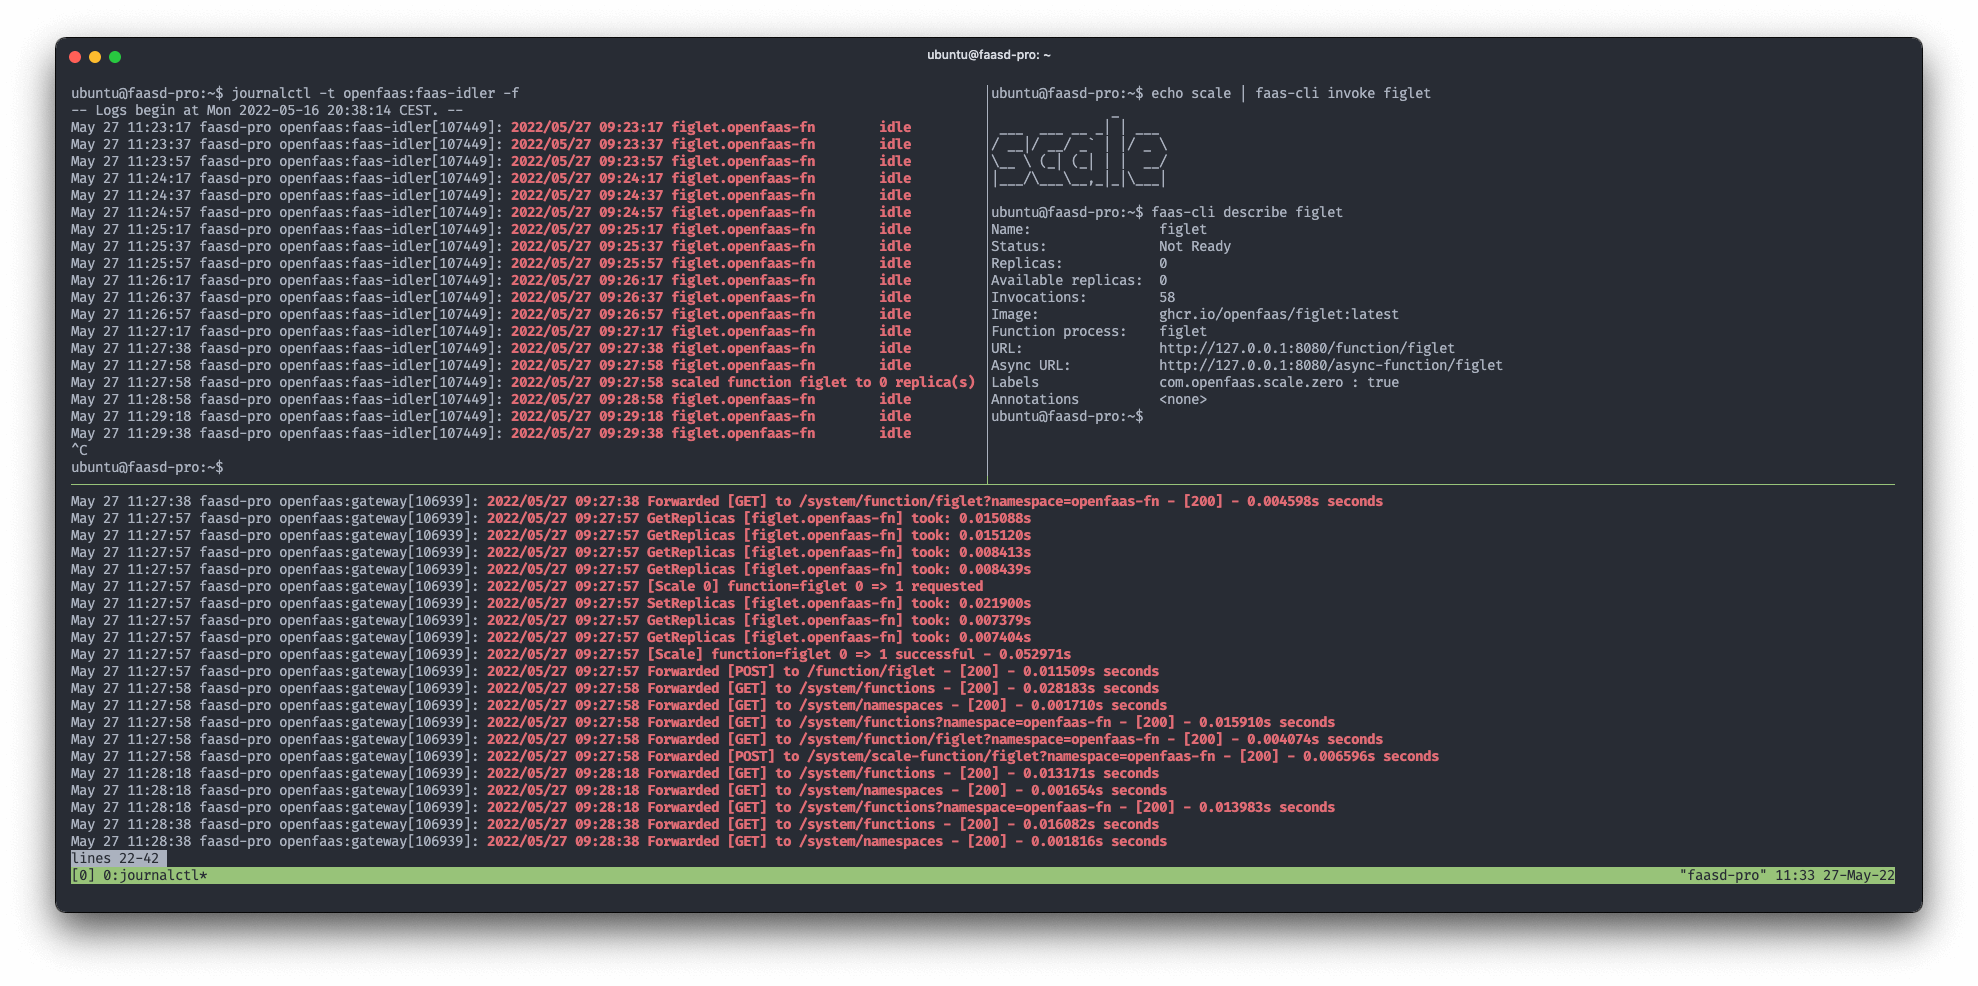 ubuntu@faasd-pro: ~
ubuntu@faasd-pro:~$ journalctl -t openfaas:faas-idler -f
-- Logs begin at Mon 2022-05-16 20:38:14 CEST. --
May 27 11:23:17 faasd-pro openfaas:faas-idler[107449]: 2022/05/27 09:23:17 figlet.openfaas-fn        idle
May 27 11:23:37 faasd-pro openfaas:faas-idler[107449]: 2022/05/27 09:23:37 figlet.openfaas-fn        idle
May 27 11:23:57 faasd-pro openfaas:faas-idler[107449]: 2022/05/27 09:23:57 figlet.openfaas-fn        idle
May 27 11:24:17 faasd-pro openfaas:faas-idler[107449]: 2022/05/27 09:24:17 figlet.openfaas-fn        idle
May 27 11:24:37 faasd-pro openfaas:faas-idler[107449]: 2022/05/27 09:24:37 figlet.openfaas-fn        idle
May 27 11:24:57 faasd-pro openfaas:faas-idler[107449]: 2022/05/27 09:24:57 figlet.openfaas-fn        idle
May 27 11:25:17 faasd-pro openfaas:faas-idler[107449]: 2022/05/27 09:25:17 figlet.openfaas-fn        idle
May 27 11:25:37 faasd-pro openfaas:faas-idler[107449]: 2022/05/27 09:25:37 figlet.openfaas-fn        idle
May 27 11:25:57 faasd-pro openfaas:faas-idler[107449]: 2022/05/27 09:25:57 figlet.openfaas-fn        idle
May 27 11:26:17 faasd-pro openfaas:faas-idler[107449]: 2022/05/27 09:26:17 figlet.openfaas-fn        idle
May 27 11:26:37 faasd-pro openfaas:faas-idler[107449]: 2022/05/27 09:26:37 figlet.openfaas-fn        idle
May 27 11:26:57 faasd-pro openfaas:faas-idler[107449]: 2022/05/27 09:26:57 figlet.openfaas-fn        idle
May 27 11:27:17 faasd-pro openfaas:faas-idler[107449]: 2022/05/27 09:27:17 figlet.openfaas-fn        idle
May 27 11:27:38 faasd-pro openfaas:faas-idler[107449]: 2022/05/27 09:27:38 figlet.openfaas-fn        idle
May 27 11:27:58 faasd-pro openfaas:faas-idler[107449]: 2022/05/27 09:27:58 figlet.openfaas-fn        idle
May 27 11:27:58 faasd-pro openfaas:faas-idler[107449]: 2022/05/27 09:27:58 scaled function figlet to 0 replica(s)
May 27 11:28:58 faasd-pro openfaas:faas-idler[107449]: 2022/05/27 09:28:58 figlet.openfaas-fn        idle
May 27 11:29:18 faasd-pro openfaas:faas-idler[107449]: 2022/05/27 09:29:18 figlet.openfaas-fn        idle
May 27 11:29:38 faasd-pro openfaas:faas-idler[107449]: 2022/05/27 09:29:38 figlet.openfaas-fn        idle
^C
ubuntu@faasd-pro:~$
ubuntu@faasd-pro:~$ echo scale | faas-cli invoke figlet
scale
ubuntu@faasd-pro:~$ faas-cli describe figlet
Name:                figlet
Status:              Not Ready
Replicas:            0
Available replicas:  0
Invocations:         58
Image:               ghcr.io/openfaas/figlet:latest
Function process:    figlet
URL:                 http://127.0.0.1:8080/function/figlet
Async URL:           http://127.0.0.1:8080/async-function/figlet
Labels               com.openfaas.scale.zero : true
Annotations          <none>
ubuntu@faasd-pro:~$
May 27 11:27:38 faasd-pro openfaas:gateway[106939]: 2022/05/27 09:27:38 Forwarded [GET] to /system/function/figlet?namespace=openfaas-fn - [200] - 0.004598s seconds
May 27 11:27:57 faasd-pro openfaas:gateway[106939]: 2022/05/27 09:27:57 GetReplicas [figlet.openfaas-fn] took: 0.015088s
May 27 11:27:57 faasd-pro openfaas:gateway[106939]: 2022/05/27 09:27:57 GetReplicas [figlet.openfaas-fn] took: 0.015120s
May 27 11:27:57 faasd-pro openfaas:gateway[106939]: 2022/05/27 09:27:57 GetReplicas [figlet.openfaas-fn] took: 0.008413s
May 27 11:27:57 faasd-pro openfaas:gateway[106939]: 2022/05/27 09:27:57 GetReplicas [figlet.openfaas-fn] took: 0.008439s
May 27 11:27:57 faasd-pro openfaas:gateway[106939]: 2022/05/27 09:27:57 [Scale 0] function=figlet 0 => 1 requested
May 27 11:27:57 faasd-pro openfaas:gateway[106939]: 2022/05/27 09:27:57 SetReplicas [figlet.openfaas-fn] took: 0.021900s
May 27 11:27:57 faasd-pro openfaas:gateway[106939]: 2022/05/27 09:27:57 GetReplicas [figlet.openfaas-fn] took: 0.007379s
May 27 11:27:57 faasd-pro openfaas:gateway[106939]: 2022/05/27 09:27:57 GetReplicas [figlet.openfaas-fn] took: 0.007404s
May 27 11:27:57 faasd-pro openfaas:gateway[106939]: 2022/05/27 09:27:57 [Scale] function=figlet 0 => 1 successful - 0.052971s
May 27 11:27:57 faasd-pro openfaas:gateway[106939]: 2022/05/27 09:27:57 Forwarded [POST] to /function/figlet - [200] - 0.011509s seconds
May 27 11:27:58 faasd-pro openfaas:gateway[106939]: 2022/05/27 09:27:58 Forwarded [GET] to /system/functions - [200] - 0.028183s seconds
May 27 11:27:58 faasd-pro openfaas:gateway[106939]: 2022/05/27 09:27:58 Forwarded [GET] to /system/namespaces - [200] - 0.001710s seconds
May 27 11:27:58 faasd-pro openfaas:gateway[106939]: 2022/05/27 09:27:58 Forwarded [GET] to /system/functions?namespace=openfaas-fn - [200] - 0.015910s seconds
May 27 11:27:58 faasd-pro openfaas:gateway[106939]: 2022/05/27 09:27:58 Forwarded [GET] to /system/function/figlet?namespace=openfaas-fn - [200] - 0.004074s seconds
May 27 11:27:58 faasd-pro openfaas:gateway[106939]: 2022/05/27 09:27:58 Forwarded [POST] to /system/scale-function/figlet?namespace=openfaas-fn - [200] - 0.006596s seconds
May 27 11:28:18 faasd-pro openfaas:gateway[106939]: 2022/05/27 09:28:18 Forwarded [GET] to /system/functions - [200] - 0.013171s seconds
May 27 11:28:18 faasd-pro openfaas:gateway[106939]: 2022/05/27 09:28:18 Forwarded [GET] to /system/namespaces - [200] - 0.001654s seconds
May 27 11:28:18 faasd-pro openfaas:gateway[106939]: 2022/05/27 09:28:18 Forwarded [GET] to /system/functions?namespace=openfaas-fn - [200] - 0.013983s seconds
May 27 11:28:38 faasd-pro openfaas:gateway[106939]: 2022/05/27 09:28:38 Forwarded [GET] to /system/functions - [200] - 0.016082s seconds
May 27 11:28:38 faasd-pro openfaas:gateway[106939]: 2022/05/27 09:28:38 Forwarded [GET] to /system/namespaces - [200] - 0.001816s seconds
lines 22-42
[0] 0:journalctl* "faasd-pro" 11:33 27-May-22